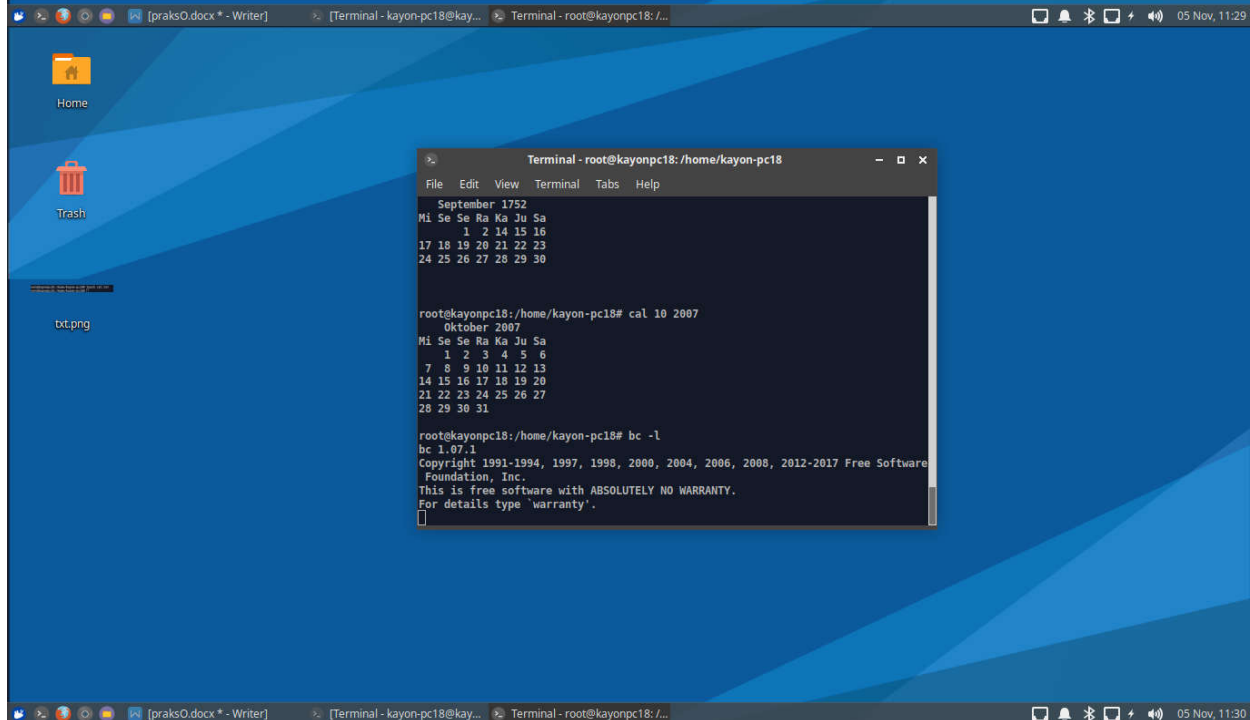 [praksO.docx * - Writer]
[Terminal - kayon-pc18@kay...
Terminal - root@kayonpc18: /...
05 Nov, 11:29
Home
Trash
txt.png
Terminal - root@kayonpc18: /home/kayon-pc18
File Edit View Terminal Tabs Help
   September 1752
Mi Se Se Ra Ka Ju Sa
       1  2 14 15 16
17 18 19 20 21 22 23
24 25 26 27 28 29 30
root@kayonpc18:/home/kayon-pc18# cal 10 2007
    Oktober 2007
Mi Se Se Ra Ka Ju Sa
    1  2  3  4  5  6
 7  8  9 10 11 12 13
14 15 16 17 18 19 20
21 22 23 24 25 26 27
28 29 30 31
root@kayonpc18:/home/kayon-pc18# bc -l
bc 1.07.1
Copyright 1991-1994, 1997, 1998, 2000, 2004, 2006, 2008, 2012-2017 Free Software
 Foundation, Inc.
This is free software with ABSOLUTELY NO WARRANTY.
For details type `warranty'.
[praksO.docx * - Writer]
[Terminal - kayon-pc18@kay...
Terminal - root@kayonpc18: /...
05 Nov, 11:30